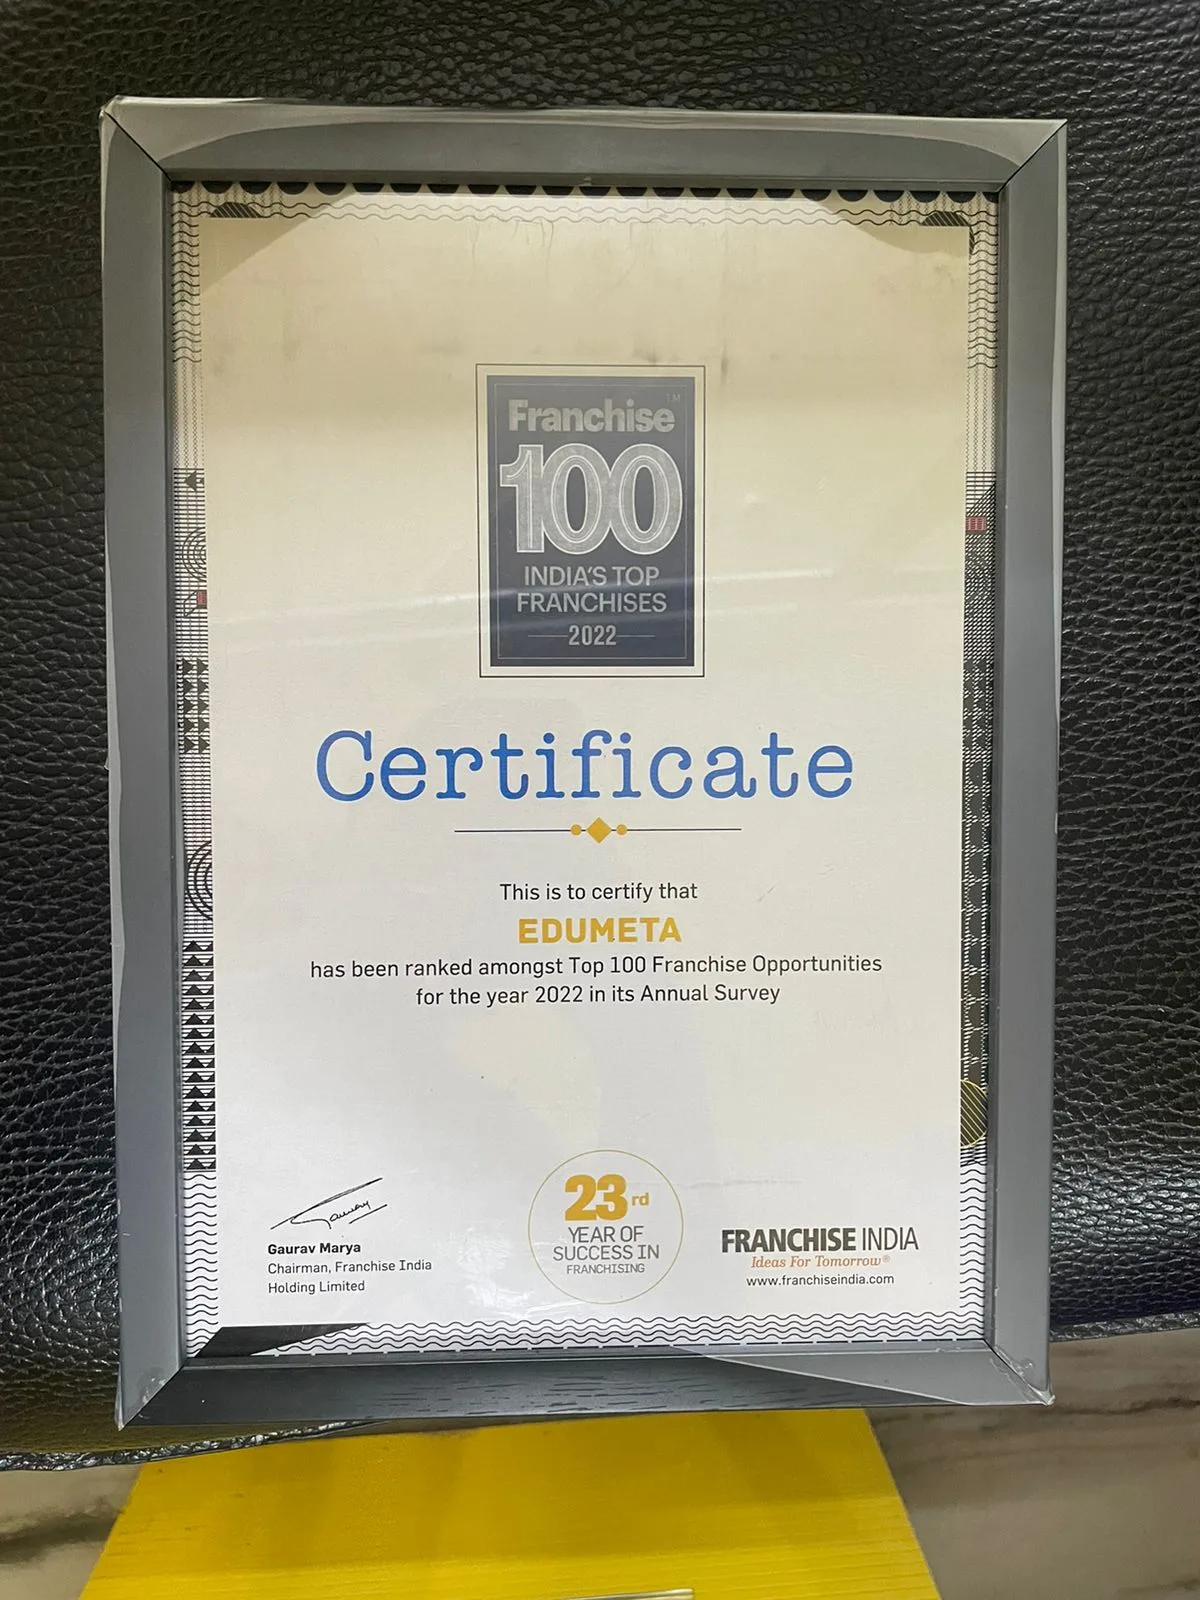 Franchise TM
100
INDIA'S TOP
FRANCHISES
2022
Certificate
This is to certify that
EDUMETA
has been ranked amongst Top 100 Franchise Opportunities
for the year 2022 in its Annual Survey
Gaurav Marya
Chairman, Franchise India
Holding Limited
23rd
YEAR OF
SUCCESS IN
FRANCHISING
FRANCHISE INDIA
Ideas For Tomorrow®
www.franchiseindia.com